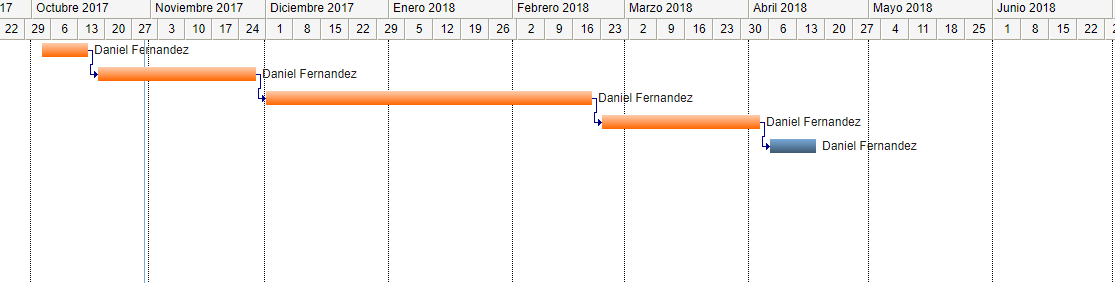 17 Octubre 2017 Noviembre 2017 Diciembre 2017 Enero 2018 Febrero 2018 Marzo 2018 Abril 2018 Mayo 2018 Junio 2018
22 29 6 13 20 27 3 10 17 24 1 8 15 22 29 5 12 19 26 2 9 16 23 2 9 16 23 30 6 13 20 27 4 11 18 25 1 8 15 22
Daniel Fernandez
Daniel Fernandez
Daniel Fernandez
Daniel Fernandez
Daniel Fernandez